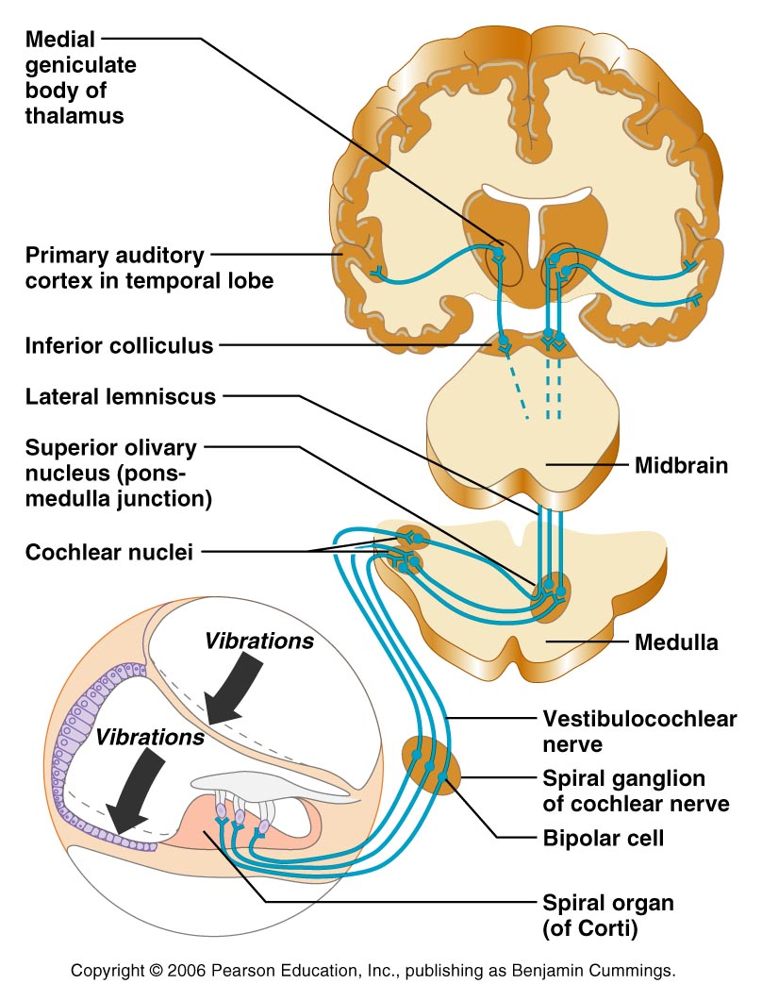 Medial
geniculate
body of
thalamus
Primary auditory
cortex in temporal lobe
Inferior colliculus
Lateral lemniscus
Superior olivary
nucleus (pons-
medulla junction)
Midbrain
Cochlear nuclei
Vibrations
Medulla
Vibrations
Vestibulocochlear
nerve
Spiral ganglion
of cochlear nerve
Bipolar cell
Spiral organ
(of Corti)
Copyright © 2006 Pearson Education, Inc., publishing as Benjamin Cummings.